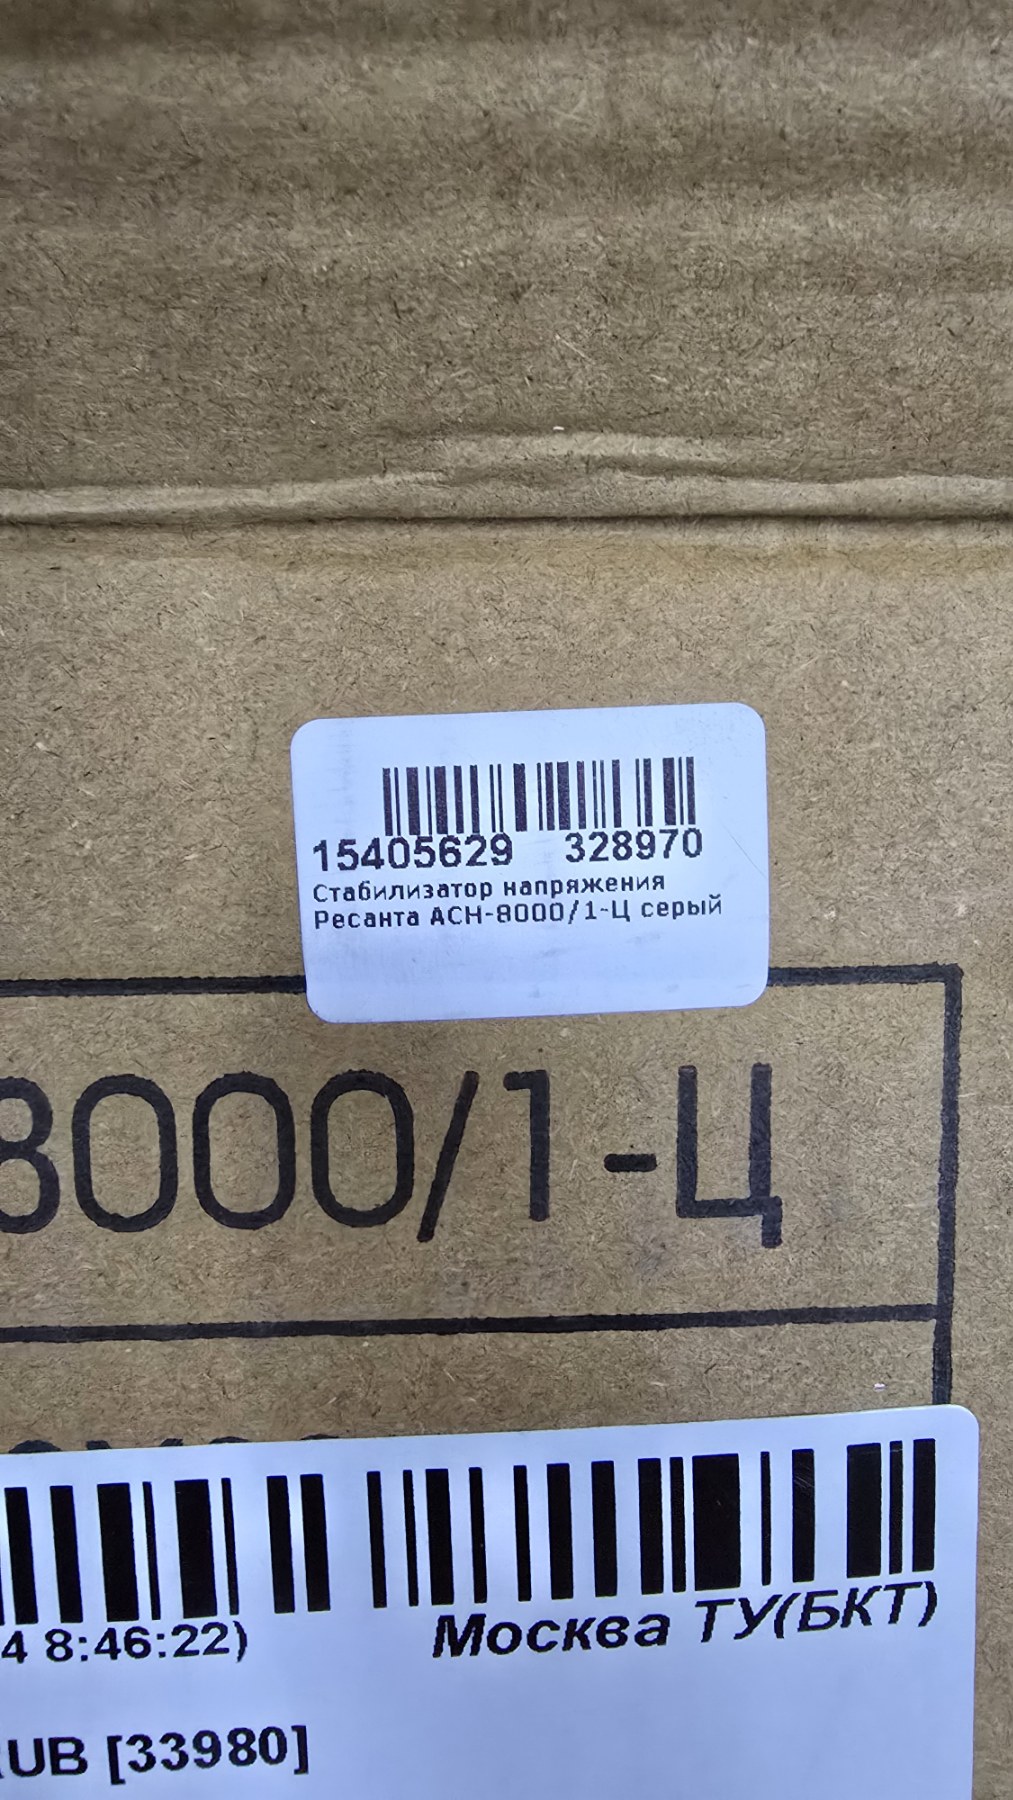 15405629 328970
Стабилизатор напряжения
Ресанта АСН-8000/1-Ц серый
8000/1-Ц
4 8:46:22)
Москва ТУ(БКТ)
RUB [33980]